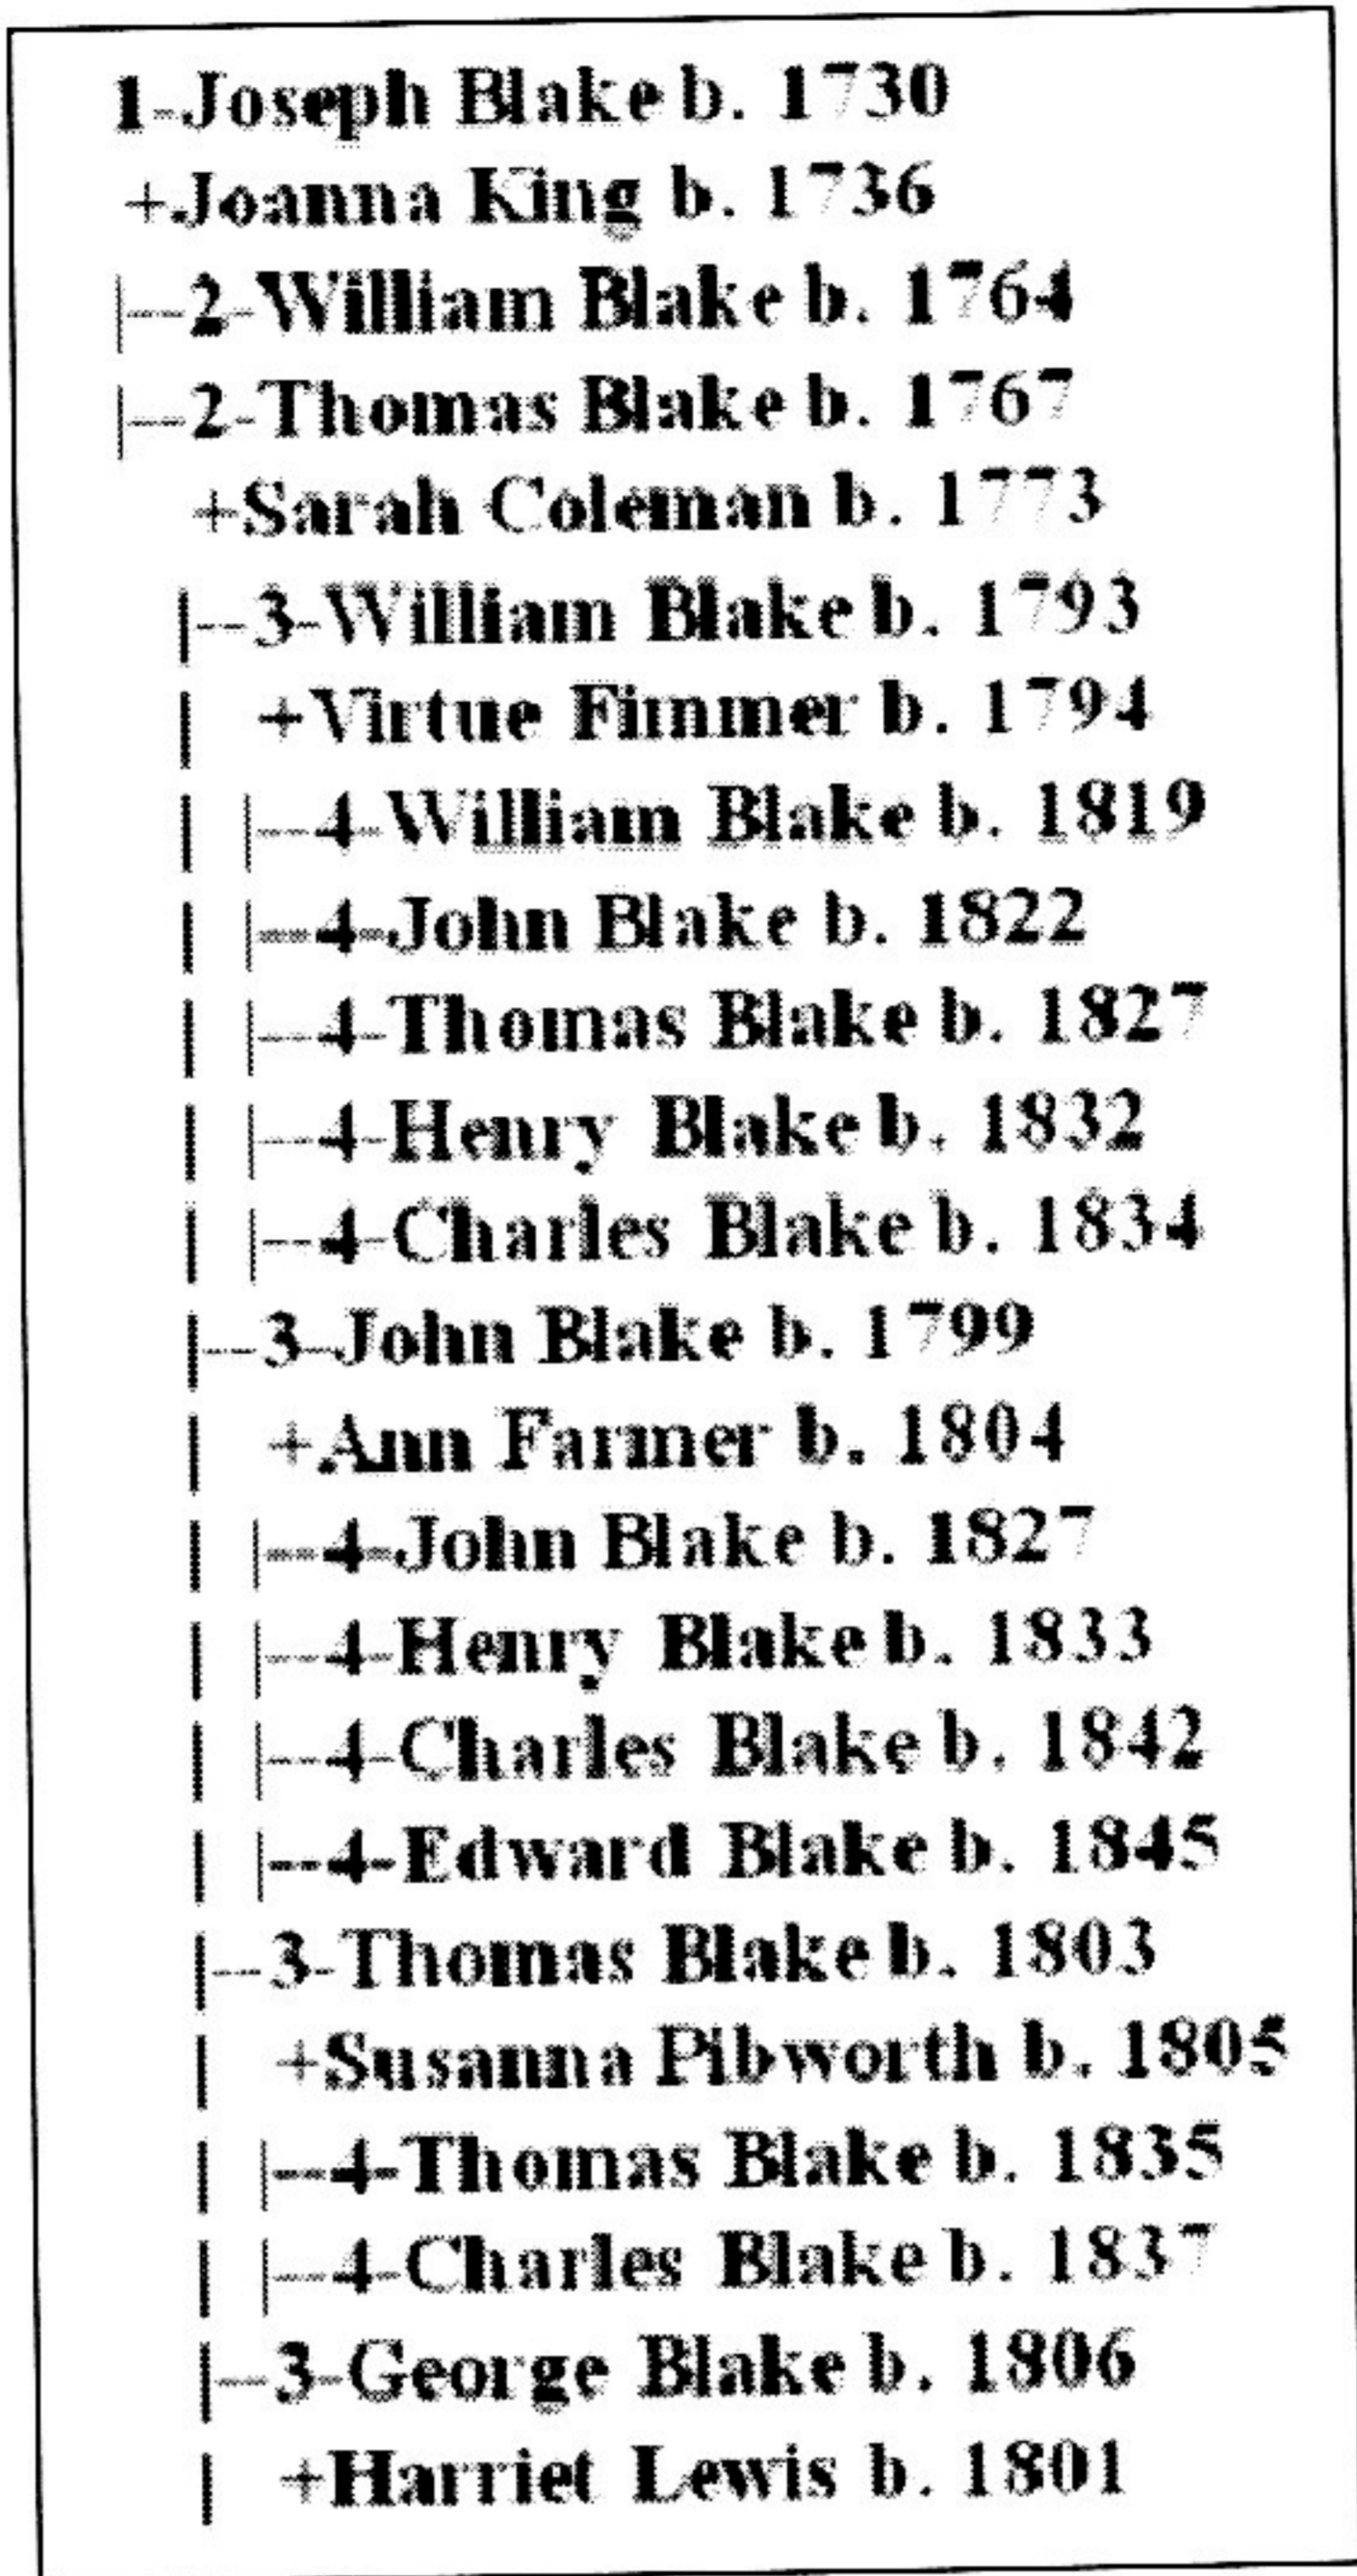 1-Joseph Blake b. 1730
+Joanna King b. 1736
|--2-William Blake b. 1764
|--2-Thomas Blake b. 1767
+Sarah Coleman b. 1773
|--3-William Blake b. 1793
| +Virtue Fimmer b. 1794
| |--4-William Blake b. 1819
| |--4-John Blake b. 1822
| |--4-Thomas Blake b. 1827
| |--4-Henry Blake b. 1832
| |--4-Charles Blake b. 1834
|--3-John Blake b. 1799
| +Ann Farmer b. 1804
| |--4-John Blake b. 1827
| |--4-Henry Blake b. 1833
| |--4-Charles Blake b. 1842
| |--4-Edward Blake b. 1845
|--3-Thomas Blake b. 1803
| +Susanna Pibworth b. 1805
| |--4-Thomas Blake b. 1835
| |--4-Charles Blake b. 1837
|--3-George Blake b. 1806
| +Harriet Lewis b. 1801